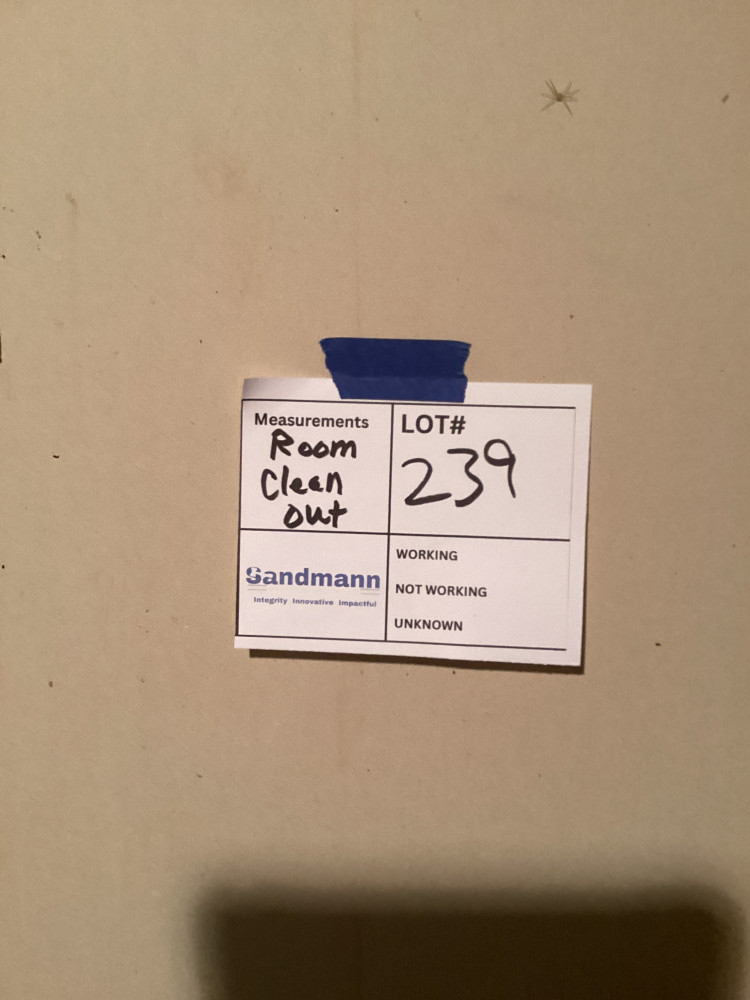 Measurements
Room
Clean
out
LOT#
239
Sandmann
Integrity Innovative Impactful
WORKING
NOT WORKING
UNKNOWN